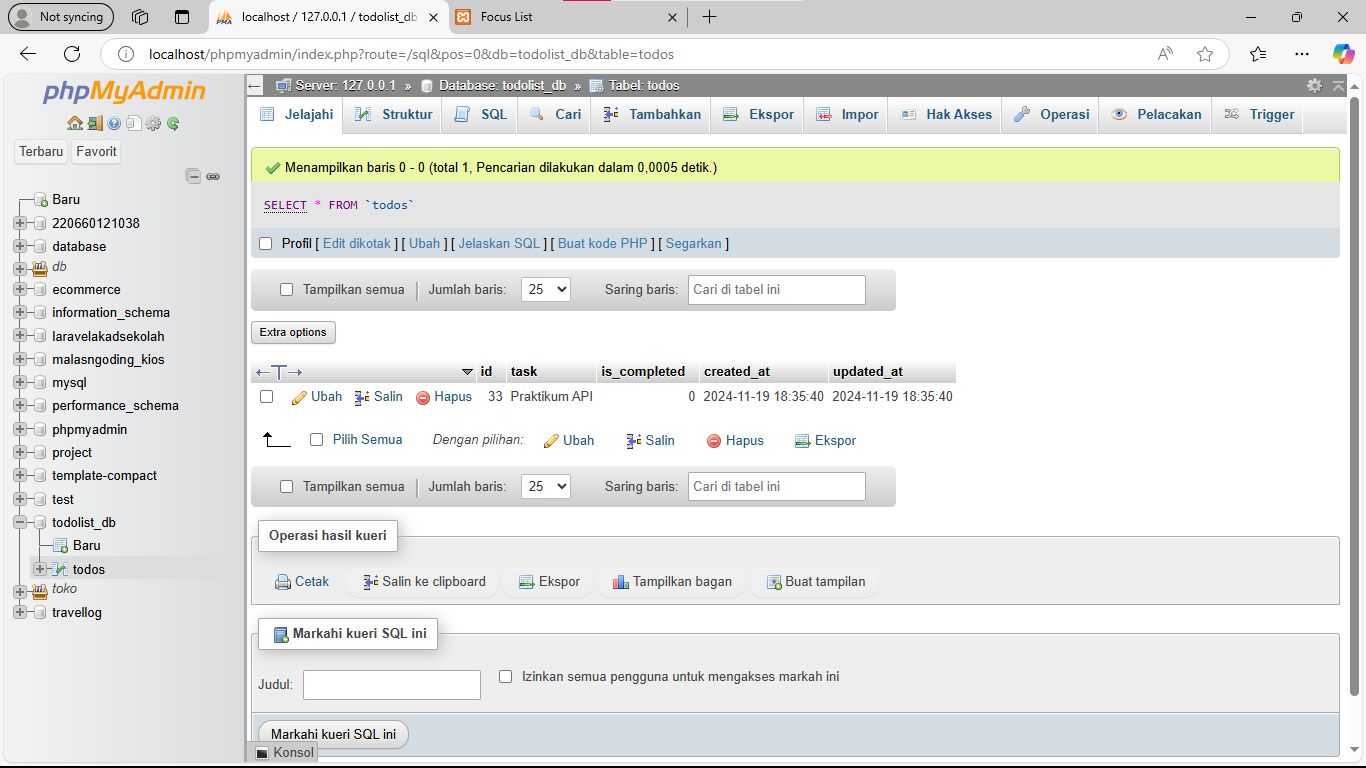 Not syncing
localhost / 127.0.0.1 / todolist_db
Focus List
localhost/phpmyadmin/index.php?route=/sql&pos=0&db=todolist_db&table=todos
phpMyAdmin
Terbaru Favorit
Baru
220660121038
database
db
ecommerce
information_schema
laravelakadsekolah
malasngoding_kios
mysql
performance_schema
phpmyadmin
project
template-compact
test
todolist_db
Baru
todos
toko
travellog
Server: 127.0.0.1 » Database: todolist_db » Tabel: todos
Jelajahi Struktur SQL Cari Tambahkan Ekspor Impor Hak Akses Operasi Pelacakan Trigger
Menampilkan baris 0 - 0 (total 1, Pencarian dilakukan dalam 0,0005 detik.)
SELECT * FROM `todos`
Profil [ Edit dikotak ] [ Ubah ] [ Jelaskan SQL ] [ Buat kode PHP ] [ Segarkan ]
Tampilkan semua Jumlah baris: 25 Saring baris: Cari di tabel ini
Extra options
←T→ id task is_completed created_at updated_at
Ubah Salin Hapus 33 Praktikum API 0 2024-11-19 18:35:40 2024-11-19 18:35:40
Pilih Semua Dengan pilihan: Ubah Salin Hapus Ekspor
Tampilkan semua Jumlah baris: 25 Saring baris: Cari di tabel ini
Operasi hasil kueri
Cetak Salin ke clipboard Ekspor Tampilkan bagan Buat tampilan
Markahi kueri SQL ini
Judul: Izinkan semua pengguna untuk mengakses markah ini
Markahi kueri SQL ini
Konsol